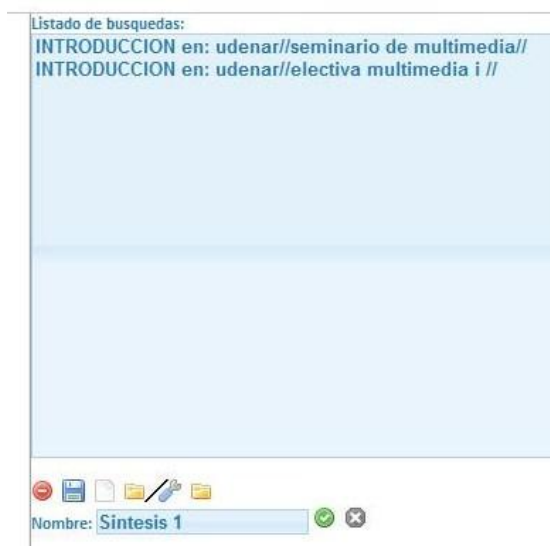 Listado de busquedas:
INTRODUCCION en: udenar//seminario de multimedia//
INTRODUCCION en: udenar//electiva multimedia i //
Nombre: Sintesis 1